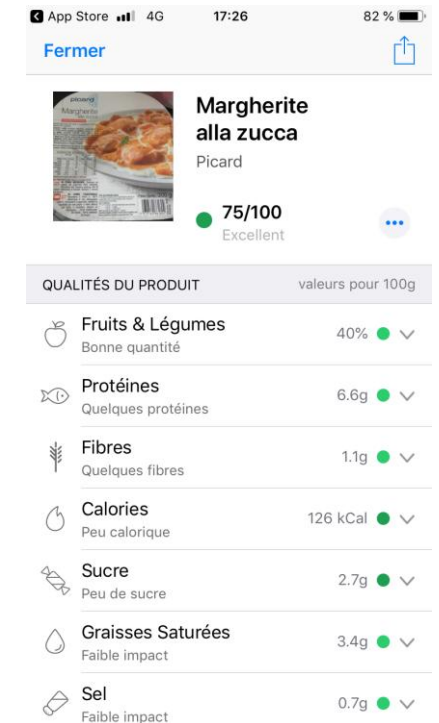 App Store 4G 17:26 82 %
Fermer
picard
Margherite
Margherite
alla zucca
Picard
75/100
Excellent
QUALITÉS DU PRODUIT valeurs pour 100g
Fruits & Légumes
Bonne quantité
40%
Protéines
Quelques protéines
6.6g
Fibres
Quelques fibres
1.1g
Calories
Peu calorique
126 kCal
Sucre
Peu de sucre
2.7g
Graisses Saturées
Faible impact
3.4g
Sel
Faible impact
0.7g